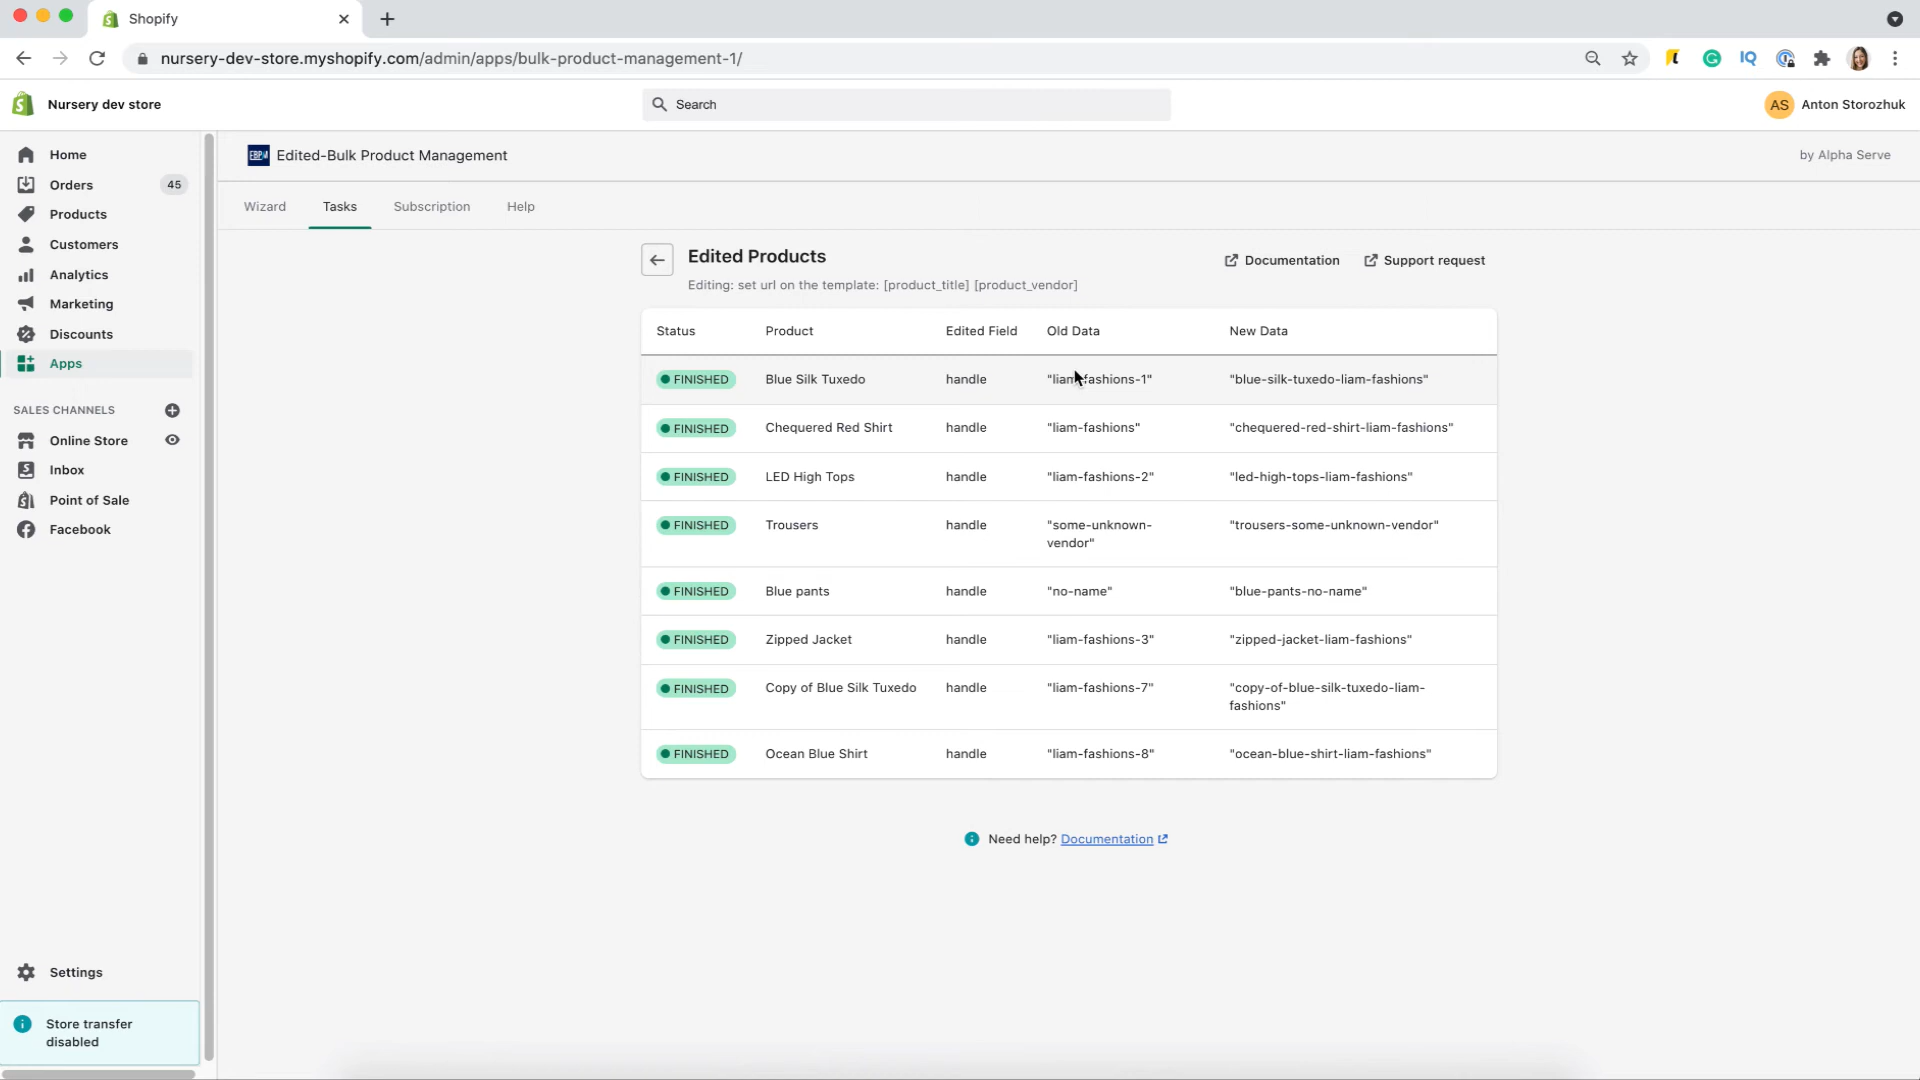 Shopify
nursery-dev-store.myshopify.com/admin/apps/bulk-product-management-1/
IQ
Nursery dev store
Search
AS Anton Storozhuk
Home
Orders 45
Products
Customers
Analytics
Marketing
Discounts
Apps
SALES CHANNELS
Online Store
Inbox
Point of Sale
Facebook
Settings
Store transfer
disabled
EBPM Edited-Bulk Product Management
by Alpha Serve
Wizard Tasks Subscription Help
Edited Products
Editing: set url on the template: [product_title] [product_vendor]
Documentation Support request
Status Product Edited Field Old Data New Data
FINISHED Blue Silk Tuxedo handle "liam-fashions-1" "blue-silk-tuxedo-liam-fashions"
FINISHED Chequered Red Shirt handle "liam-fashions" "chequered-red-shirt-liam-fashions"
FINISHED LED High Tops handle "liam-fashions-2" "led-high-tops-liam-fashions"
FINISHED Trousers handle "some-unknown- "trousers-some-unknown-vendor"
vendor"
FINISHED Blue pants handle "no-name" "blue-pants-no-name"
FINISHED Zipped Jacket handle "liam-fashions-3" "zipped-jacket-liam-fashions"
FINISHED Copy of Blue Silk Tuxedo handle "liam-fashions-7" "copy-of-blue-silk-tuxedo-liam-
fashions"
FINISHED Ocean Blue Shirt handle "liam-fashions-8" "ocean-blue-shirt-liam-fashions"
Need help? Documentation